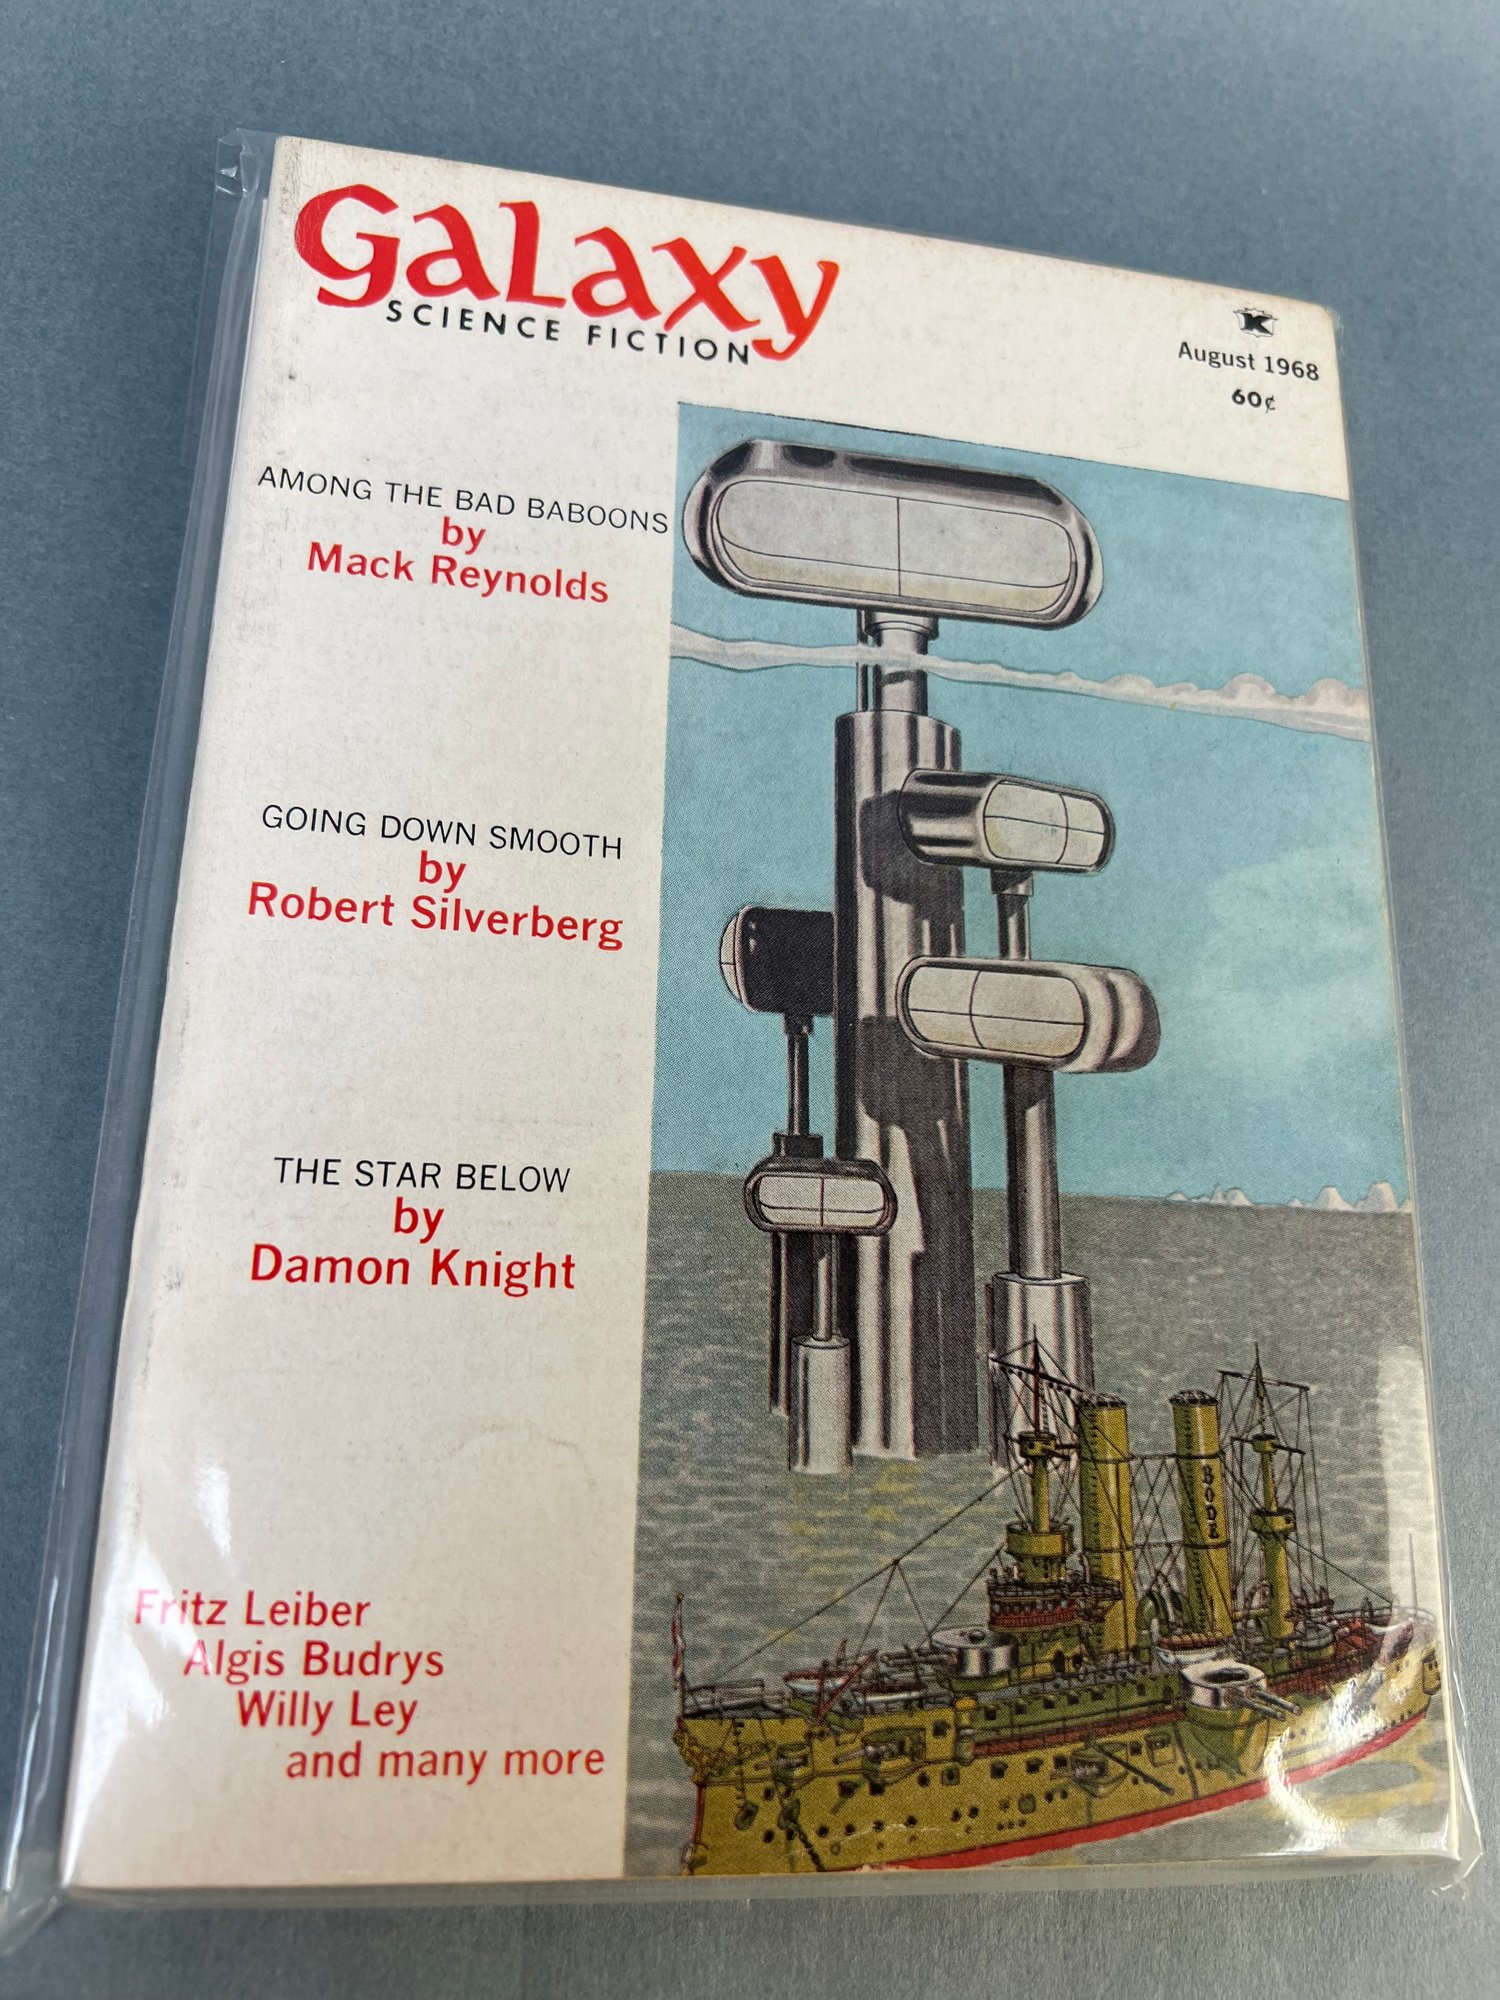 Galaxy
SCIENCE FICTION
K
August 1968
60¢
AMONG THE BAD BABOONS
by
Mack Reynolds
GOING DOWN SMOOTH
by
Robert Silverberg
THE STAR BELOW
by
Damon Knight
Fritz Leiber
Algis Budrys
Willy Ley
and many more
BODE